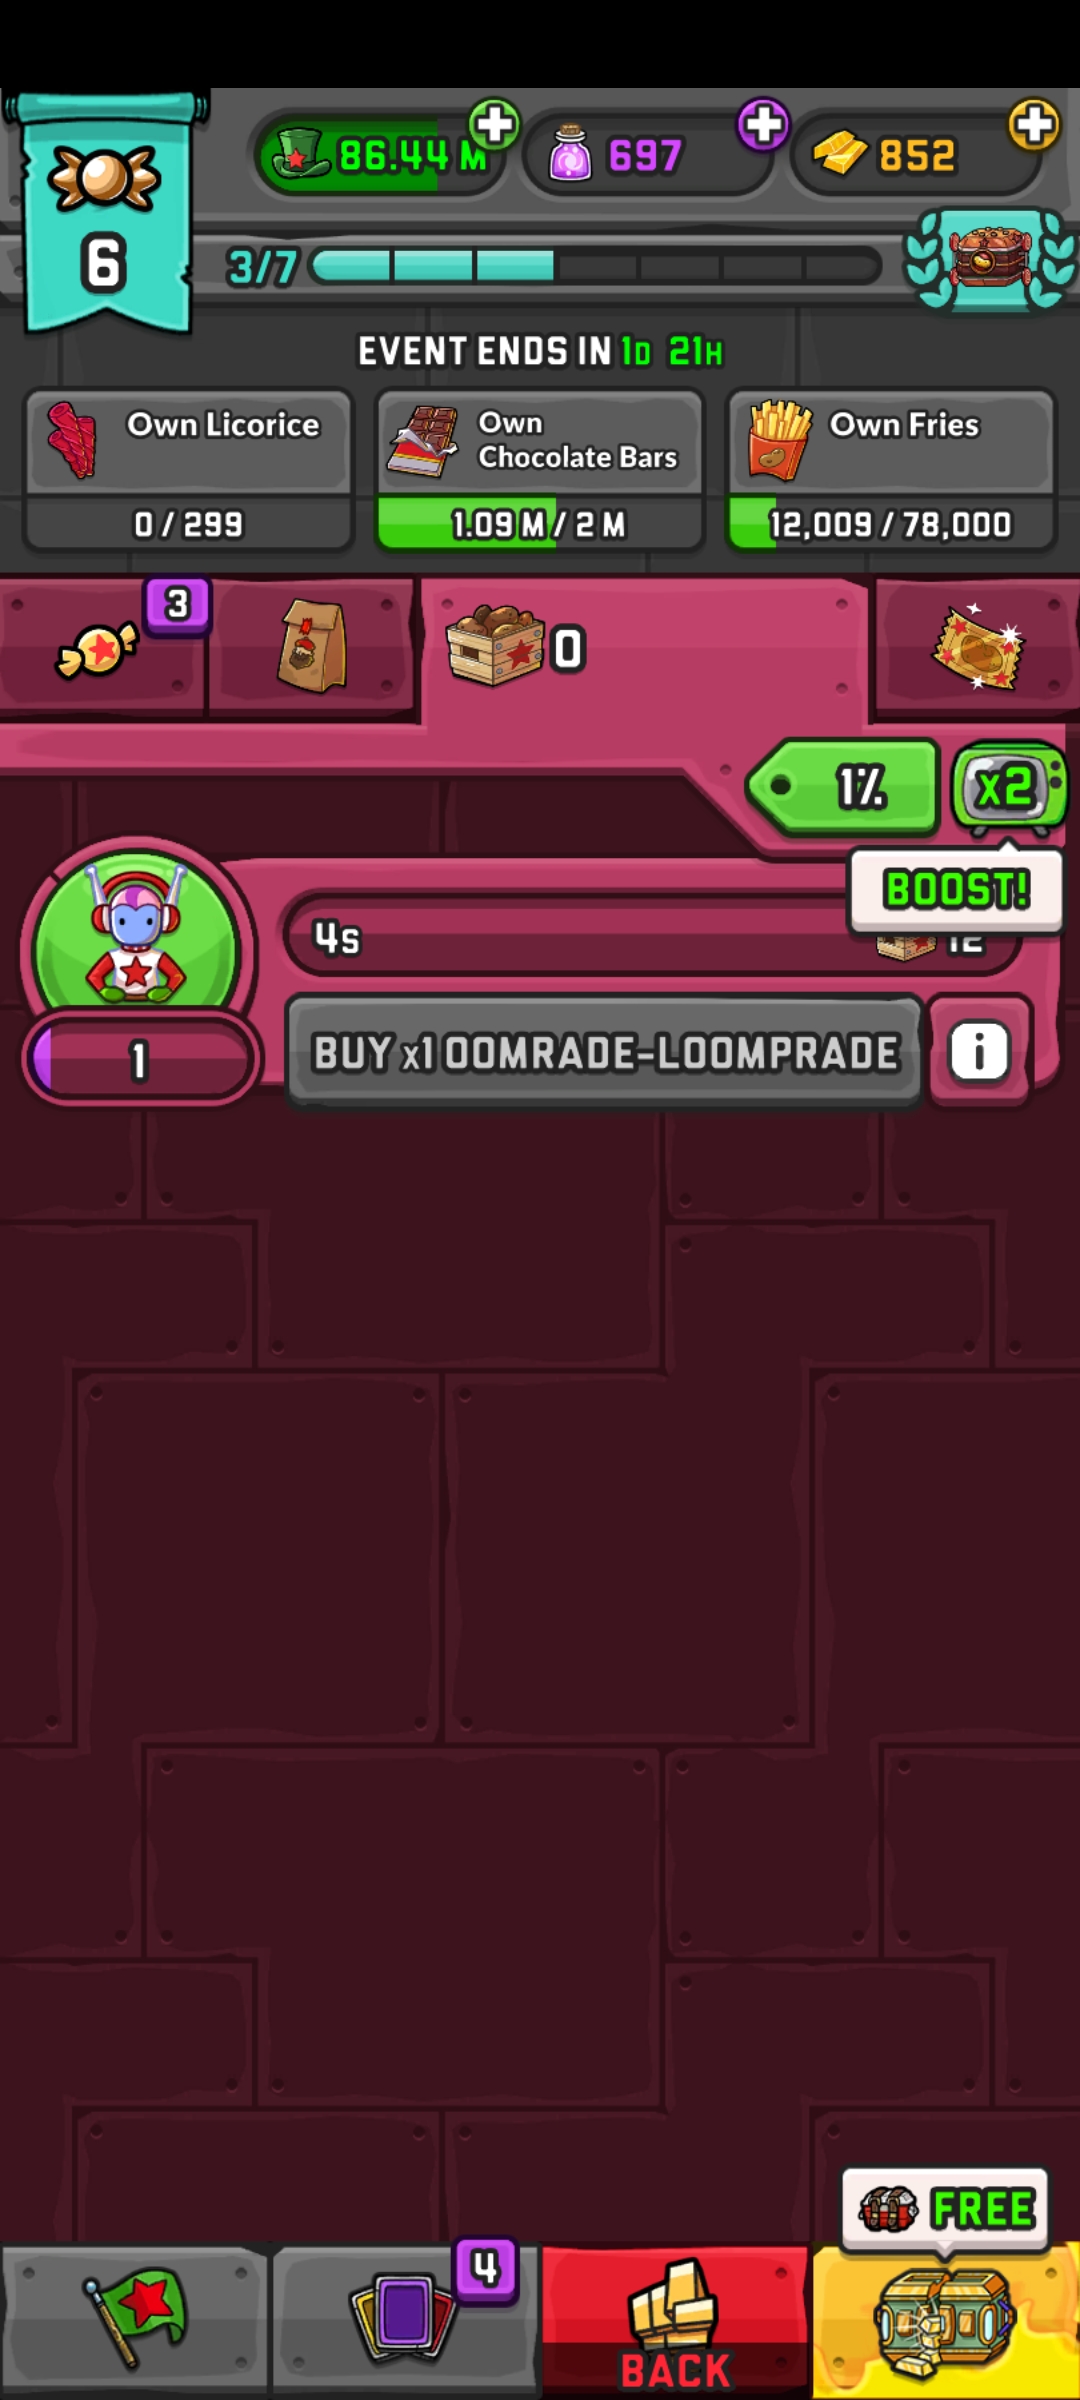 86.44 M
697
852
6
3/7
EVENT ENDS IN 1D 21H
Own Licorice
0 / 299
Own
Chocolate Bars
1.09 M / 2 M
Own Fries
12,009 / 78,000
3
0
1%
x2
BOOST!
4s
12
1
BUY x1 OOMRADE-LOOMPRADE
i
FREE
4
BACK